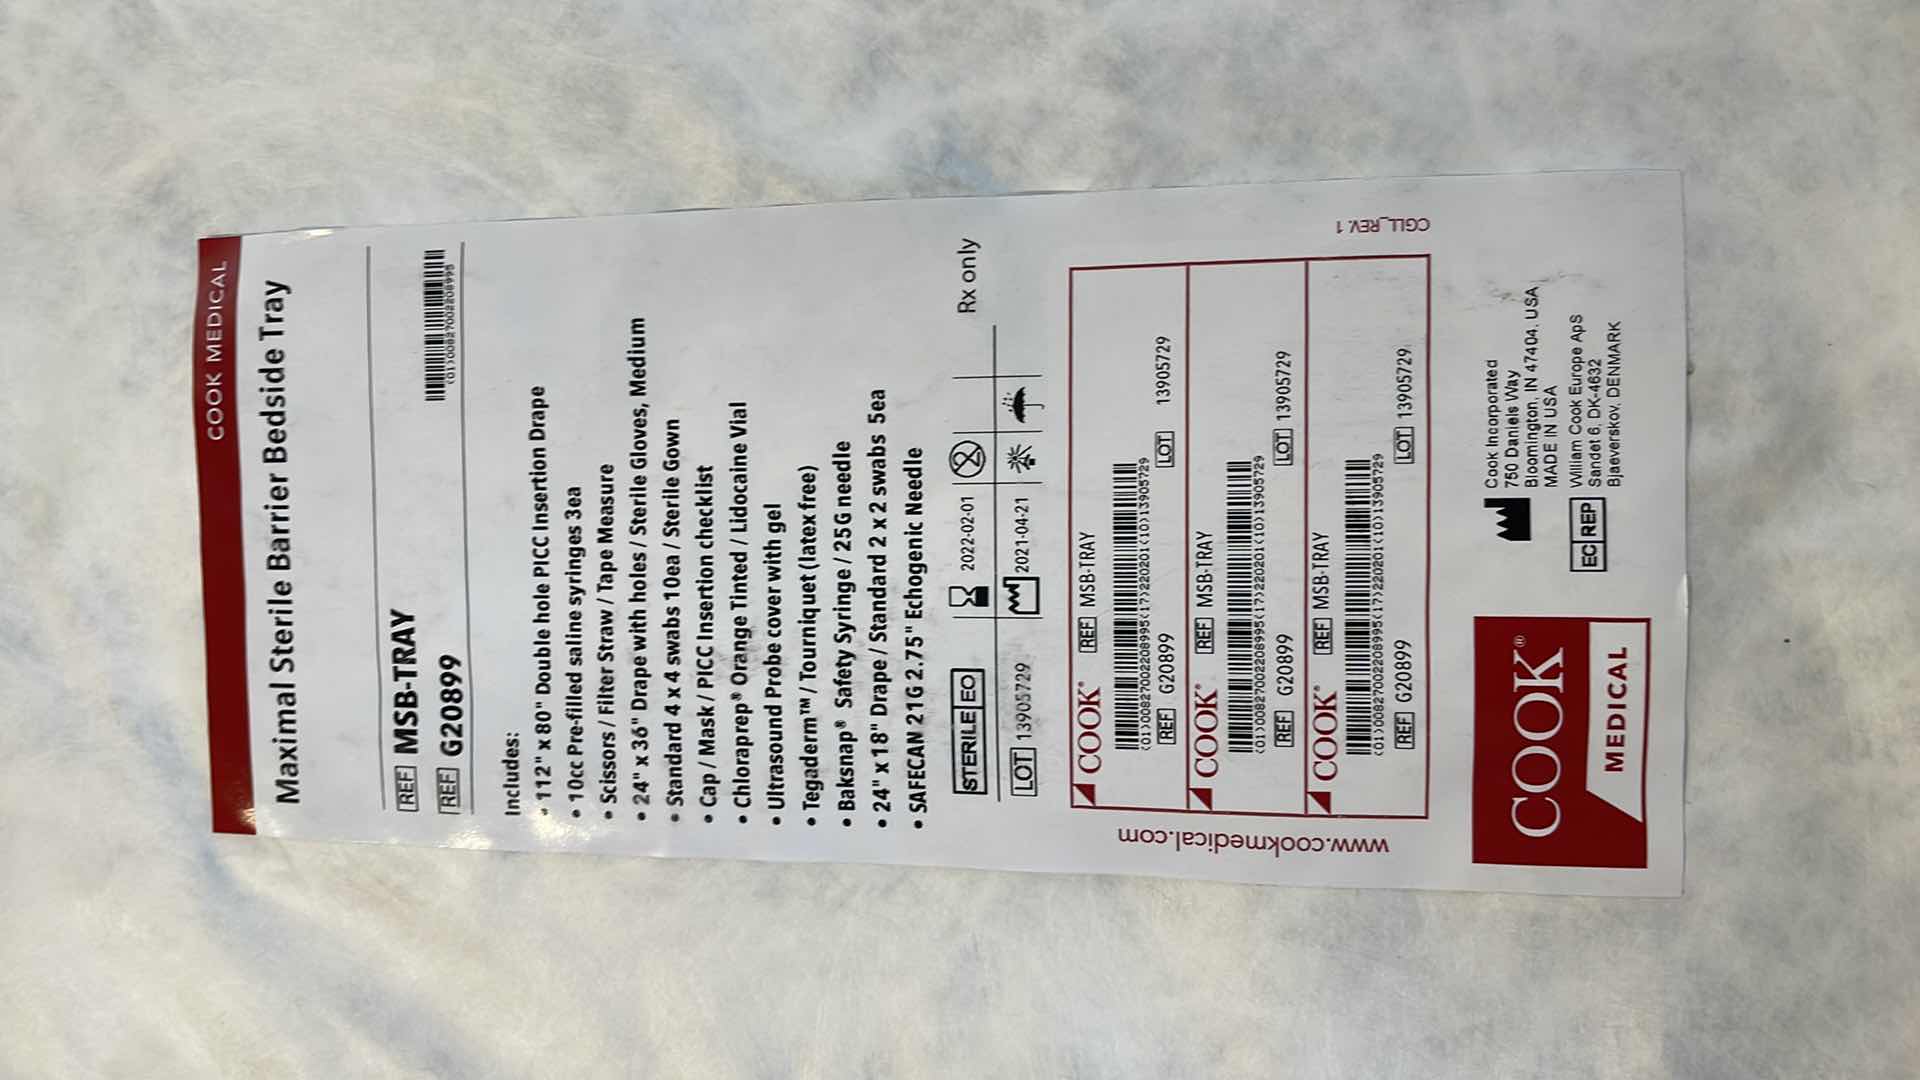 COOK MEDICAL
Maximal Sterile Barrier Bedside Tray
REF MSB-TRAY
REF G20899
(01)00827002208995
Includes:
• 112" x 80" Double hole PICC Insertion Drape
• 10cc Pre-filled saline syringes 3ea
• Scissors / Filter Straw / Tape Measure
• 24" x 36" Drape with holes / Sterile Gloves, Medium
• Standard 4 x 4 swabs 10ea / Sterile Gown
• Cap / Mask / PICC Insertion checklist
• Chloraprep® Orange Tinted / Lidocaine Vial
• Ultrasound Probe cover with gel
• Tegaderm™ / Tourniquet (latex free)
• Baksnap® Safety Syringe / 25G needle
• 24" x 18" Drape / Standard 2 x 2 swabs 5ea
• SAFECAN 21G 2.75" Echogenic Needle
STERILE EO 2022-02-01 2 Rx only
LOT 13905729 2021-04-21
COOK® REF MSB-TRAY
(01)00827002208995(17)220201(10)13905729
REF G20899 LOT 13905729
COOK® REF MSB-TRAY
(01)00827002208995(17)220201(10)13905729
REF G20899 LOT 13905729
COOK® REF MSB-TRAY
(01)00827002208995(17)220201(10)13905729
REF G20899 LOT 13905729
www.cookmedical.com
CGLL_REV. 1
COOK®
MEDICAL
Cook Incorporated
750 Daniels Way
Bloomington, IN 47404, USA
MADE IN USA
EC REP William Cook Europe ApS
Sandet 6, DK-4632
Bjaeverskov, DENMARK